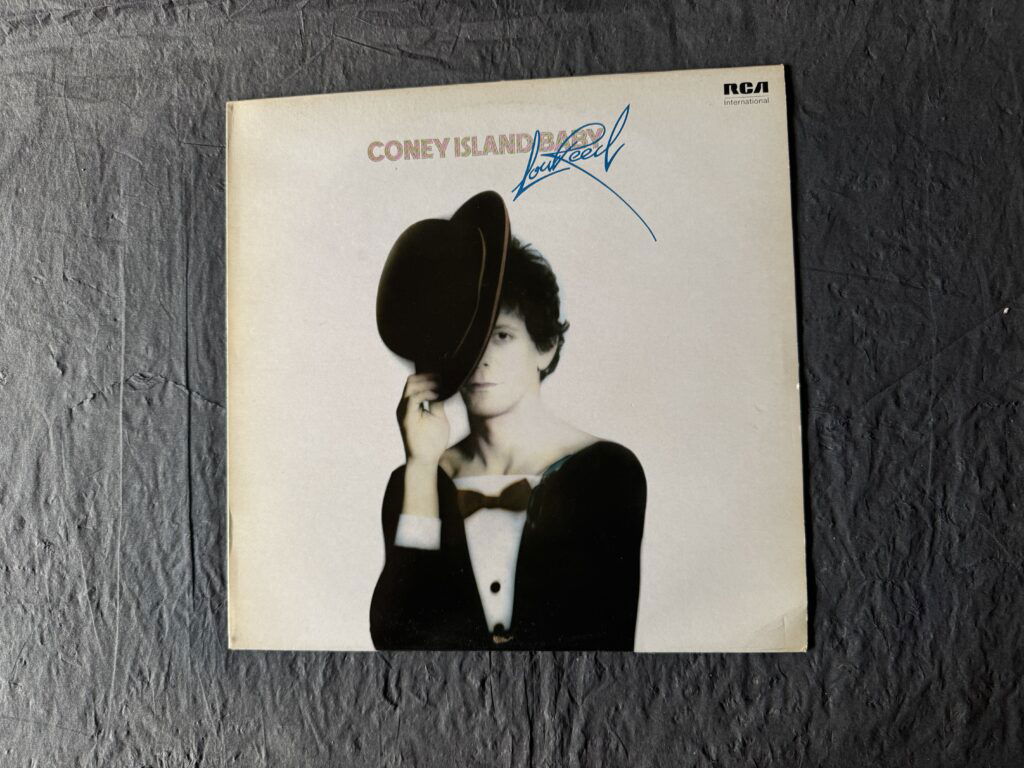 RCA
International
CONEY ISLAND BABY
Lou Reed